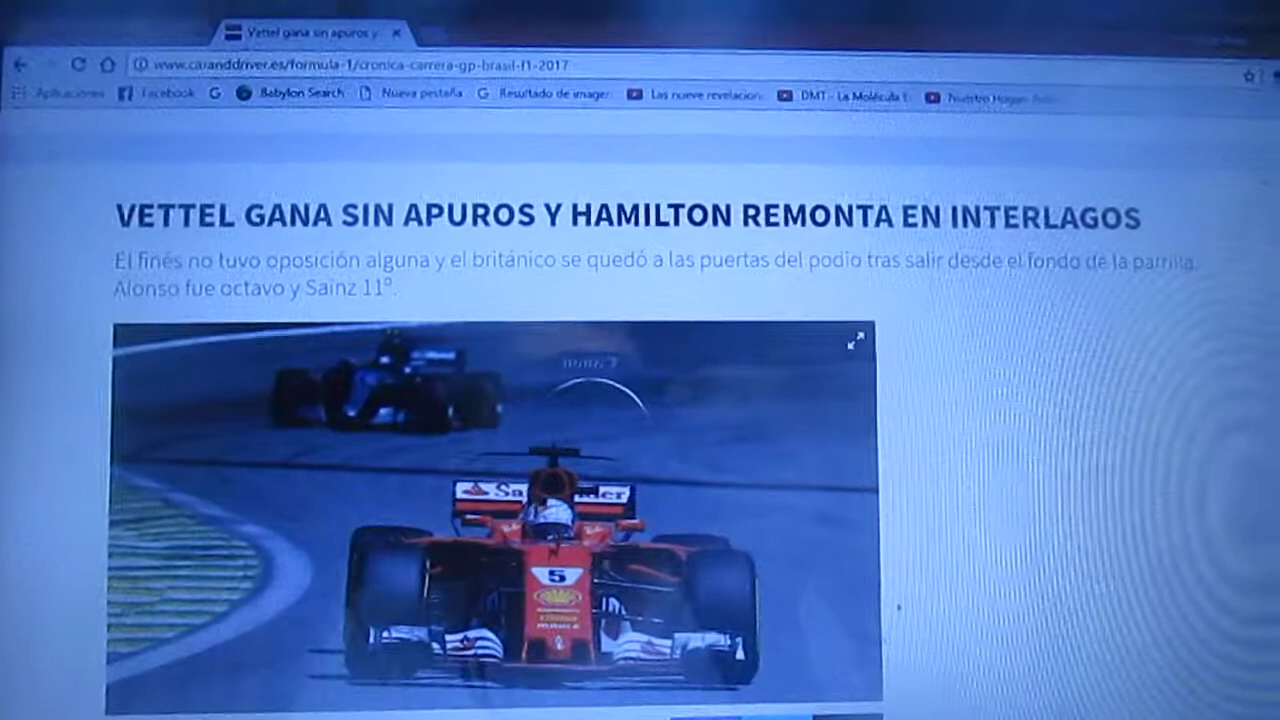 Vettel gana sin apuros y
www.caranddriver.es/formula-1/cronica-carrera-gp-brasil-f1-2017
Aplicaciones Facebook Babylon Search Nueva pestaña Resultado de imagen Las nueve revelacion DMT - La Molécula E Nuestro Hogar
VETTEL GANA SIN APUROS Y HAMILTON REMONTA EN INTERLAGOS
El finés no tuvo oposición alguna y el británico se quedó a las puertas del podio tras salir desde el fondo de la parrilla.
Alonso fue octavo y Sainz 11º.
5